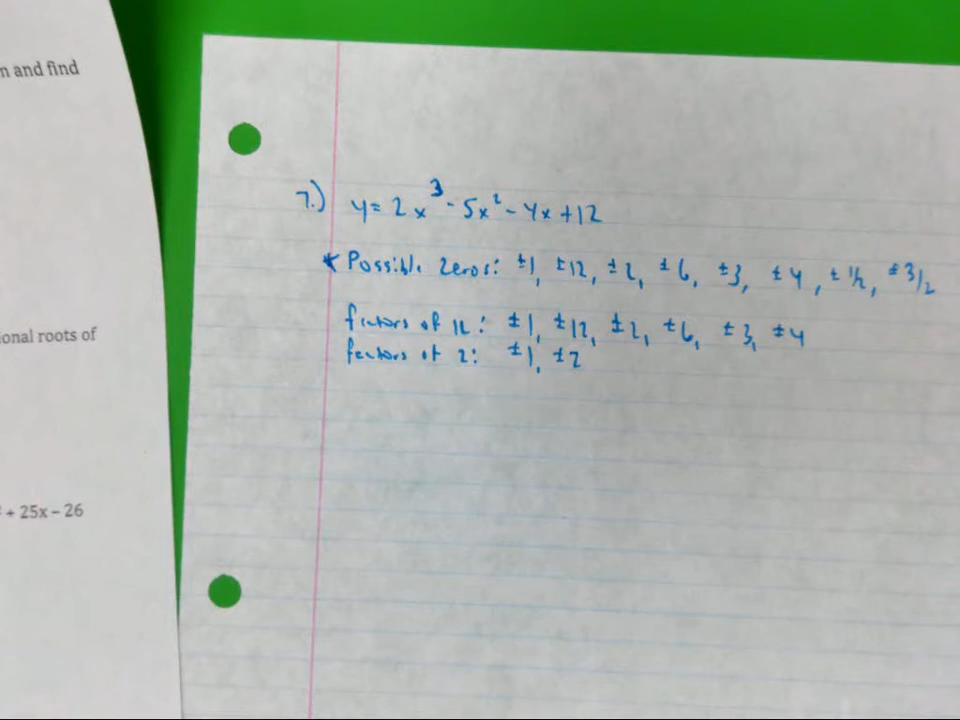 n and find
ional roots of
+ 25x – 26
7.) y = 2x³ - 5x² - 4x + 12
* Possible zeros: ±1, ±12, ±2, ±6, ±3, ±4, ± 1/2, ± 3/2
factors of 12: ±1, ±12, ±2, ±6, ±3, ±4
factors of 2: ±1, ±2